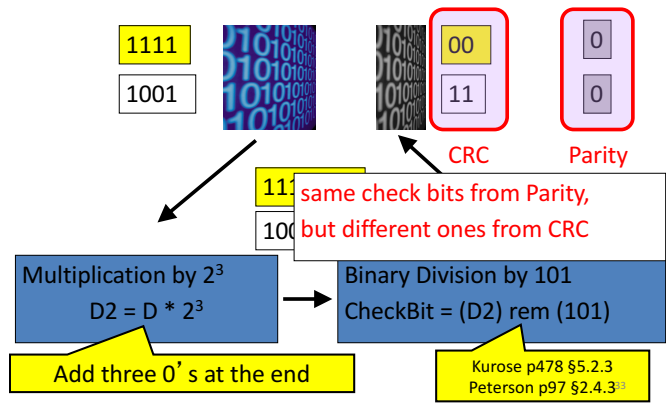 1111
1001
00
11
0
0
CRC
Parity
111
100
same check bits from Parity,
but different ones from CRC
Multiplication by 2³
D2 = D * 2³
Binary Division by 101
CheckBit = (D2) rem (101)
Add three 0's at the end
Kurose p478 §5.2.3
Peterson p97 §2.4.3
33